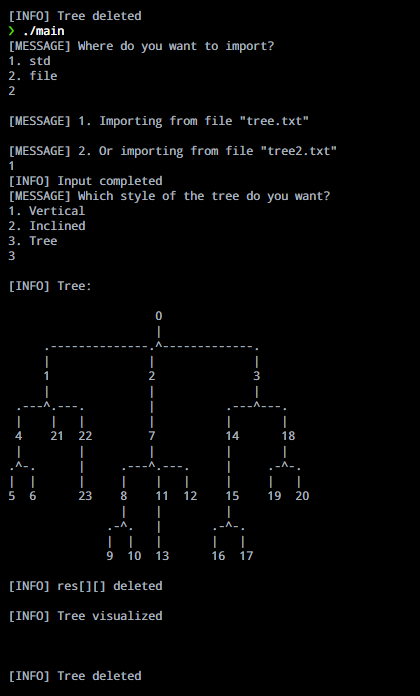 [INFO] Tree deleted
❯ ./main
[MESSAGE] Where do you want to import?
1. std
2. file
2
[MESSAGE] 1. Importing from file "tree.txt"
[MESSAGE] 2. Or importing from file "tree2.txt"
1
[INFO] Input completed
[MESSAGE] Which style of the tree do you want?
1. Vertical
2. Inclined
3. Tree
3
[INFO] Tree:
                     0
                     |
     .--------------.^-------------.
     |              |              |
     1              2              3
     |              |              |
 .---^.---.         |          .---^---.
 |    |   |         |          |       |
 4    21  22        7          14      18
 |        |         |          |       |
.^-.      |     .---^.---.     |     .-^-.
|  |      |     |    |   |     |     |   |
5  6      23    8    11  12    15    19  20
                |    |         |
              .-^.   |       .-^-.
              |  |   |       |   |
              9  10  13      16  17
[INFO] res[][] deleted
[INFO] Tree visualized
[INFO] Tree deleted